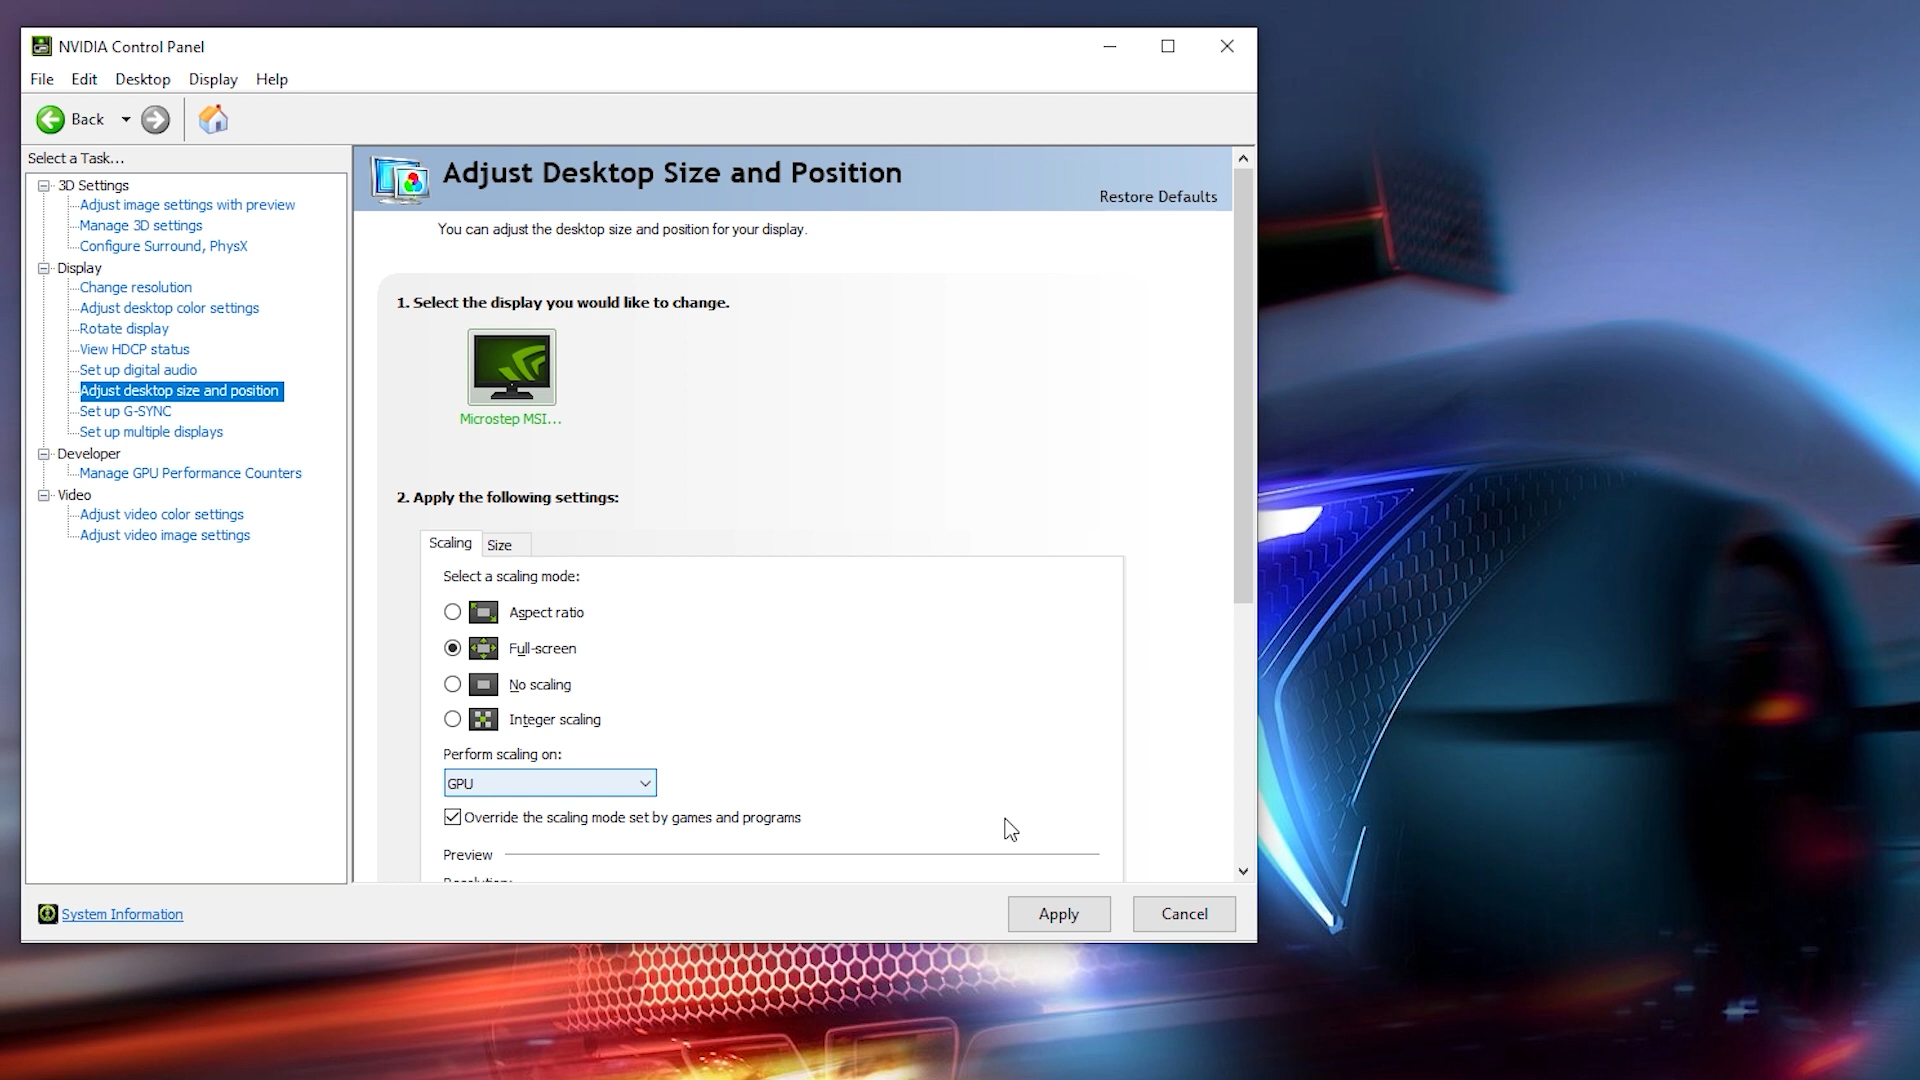 NVIDIA Control Panel
File Edit Desktop Display Help
Back
Select a Task...
3D Settings
Adjust image settings with preview
Manage 3D settings
Configure Surround, PhysX
Display
Change resolution
Adjust desktop color settings
Rotate display
View HDCP status
Set up digital audio
Adjust desktop size and position
Set up G-SYNC
Set up multiple displays
Developer
Manage GPU Performance Counters
Video
Adjust video color settings
Adjust video image settings
System Information
Adjust Desktop Size and Position
Restore Defaults
You can adjust the desktop size and position for your display.
1. Select the display you would like to change.
Microstep MSI...
2. Apply the following settings:
Scaling Size
Select a scaling mode:
Aspect ratio
Full-screen
No scaling
Integer scaling
Perform scaling on:
GPU
Override the scaling mode set by games and programs
Preview
Apply Cancel